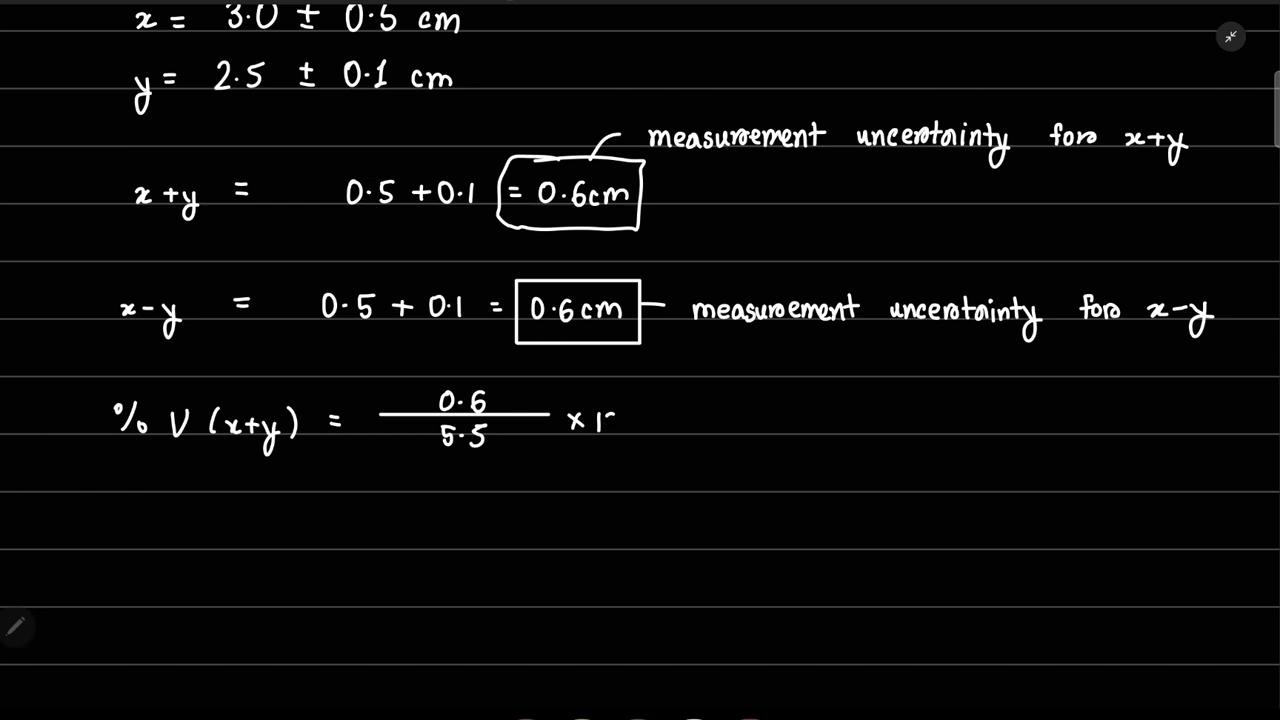 x = 3.0 ± 0.5 cm
y = 2.5 ± 0.1 cm
measurement uncertainty for x+y
x+y = 0.5 + 0.1 = 0.6cm
x-y = 0.5 + 0.1 = 0.6cm measurement uncertainty for x-y
% U (x+y) = 0.6 / 5.5 × 1